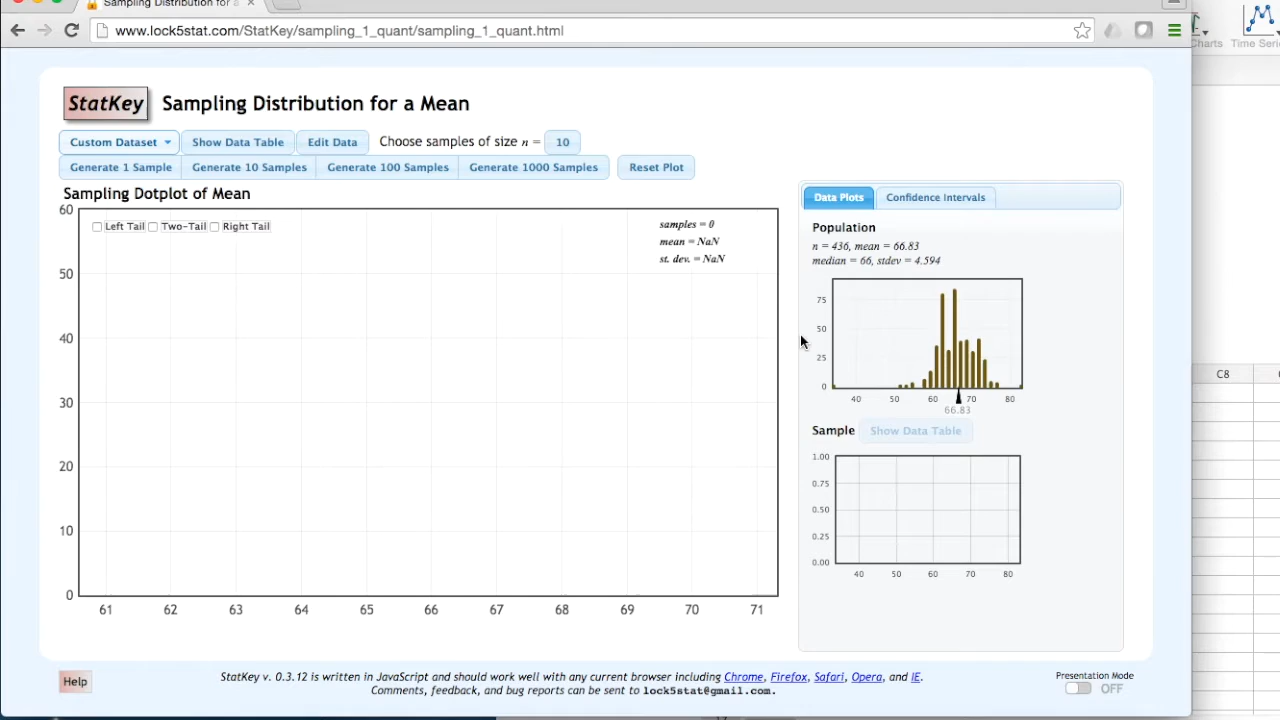 Sampling Distribution for a
www.lock5stat.com/StatKey/sampling_1_quant/sampling_1_quant.html
Charts Time Serie
StatKey Sampling Distribution for a Mean
Custom Dataset Show Data Table Edit Data Choose samples of size n = 10
Generate 1 Sample Generate 10 Samples Generate 100 Samples Generate 1000 Samples Reset Plot
Sampling Dotplot of Mean
60
50
40
30
20
10
0
Left Tail Two-Tail Right Tail
samples = 0
mean = NaN
st. dev. = NaN
61 62 63 64 65 66 67 68 69 70 71
Data Plots Confidence Intervals
Population
n = 436, mean = 66.83
median = 66, stdev = 4.594
75
50
25
0
40 50 60 70 80
66.83
Sample Show Data Table
1.00
0.75
0.50
0.25
0.00
40 50 60 70 80
C8
Help
StatKey v. 0.3.12 is written in JavaScript and should work well with any current browser including Chrome, Firefox, Safari, Opera, and IE.
Comments, feedback, and bug reports can be sent to lock5stat@gmail.com.
Presentation Mode
OFF